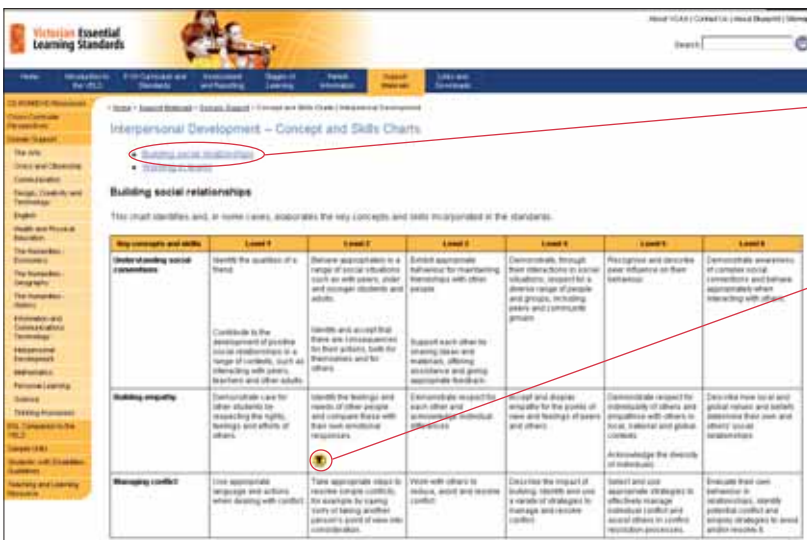 About VCAA | Contact Us | About Blueprint | Sitemap
Victorian Essential
Learning Standards
Search
Home
Introduction to the VELS
P-10 Curriculum and Standards
Assessment and Reporting
Stages of Learning
Parent Information
Support Materials
Links and Downloads
Home > Support Materials > Domain Support > Concept and Skills Charts | Interpersonal Development
Cross-Curricular
Perspectives
Domain Support
The Arts
Civics and Citizenship
Communication
Design, Creativity and
Technology
English
Health and Physical
Education
The Humanities -
Economics
The Humanities -
Geography
The Humanities -
History
Information and
Communications
Technology
Interpersonal
Development
Mathematics
Personal Learning
Science
Thinking Processes
ESL Companion to the
VELS
Sample Units
Students with Disabilities
Guidelines
Teaching and Learning
Resource
Interpersonal Development – Concept and Skills Charts
Building social relationships
Working in teams
Building social relationships
This chart identifies and, in some cases, elaborates the key concepts and skills incorporated in the standards.
Key concepts and skills
Level 1
Level 2
Level 3
Level 4
Level 5
Level 6
Understanding social
conventions
Identify the qualities of a
friend
Contribute to the
development of positive
social relationships in a
range of contexts, such as
interacting with peers,
teachers and other adults
Behave appropriately in a
range of social situations
such as with peers, older
and younger students and
adults.
Identify and accept that
there are consequences
for their actions, both for
themselves and for
others.
Exhibit appropriate
behaviour for maintaining
friendships with other
people
Support each other by
sharing ideas and
materials, offering
assistance and giving
appropriate feedback.
Demonstrate, through
their interactions in social
situations, respect for a
diverse range of people
and groups, including
peers and community
groups
Recognise and describe
peer influence on their
behaviour.
Demonstrate awareness
of complex social
conventions and behave
appropriately when
interacting with others.
Building empathy
Demonstrate care for
other students by
respecting the rights,
feelings and efforts of
others.
Identify the feelings and
needs of other people
and compare these with
their own emotional
responses.
Demonstrate respect for
each other and
acknowledge individual
differences
Accept and display
empathy for the points of
view and feelings of peers
and others.
Demonstrate respect for
individuality of others and
empathise with others in
local, national and global
contexts
Acknowledge the diversity
of individuals
Describe how local and
global values and beliefs
determine their own and
others' social
relationships
Managing conflict
Use appropriate
language and actions
when dealing with conflict.
Take appropriate steps to
resolve simple conflicts,
for example by saying
sorry or taking another
person's point of view into
consideration.
Work with others to
reduce, avoid and resolve
conflict
Describe the impact of
bullying. Identify and use
a variety of strategies to
manage and resolve
conflict
Select and use
appropriate strategies to
effectively manage
individual conflict and
assist others in conflict
resolution processes.
Evaluate their own
behaviour in
relationships, identify
potential conflict and
employ strategies to avoid
and/or resolve it